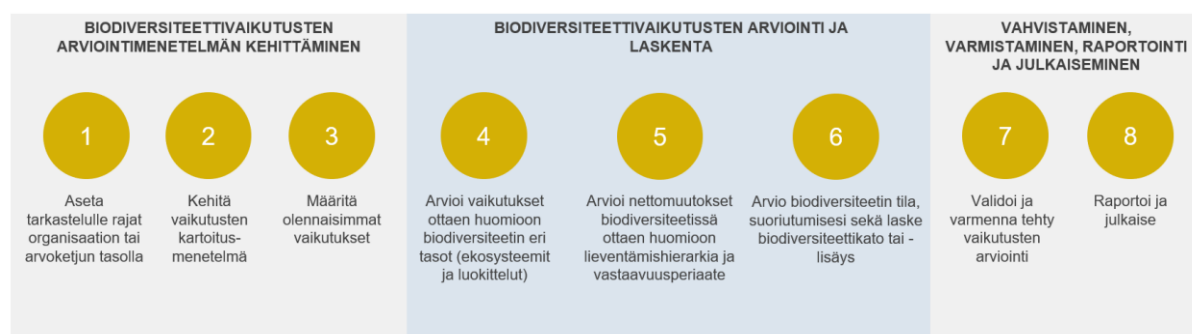 BIODIVERSITEETTIVAIKUTUSTEN
ARVIOINTIMENETELMÄN KEHITTÄMINEN
1
Aseta
tarkastelulle rajat
organisaation tai
arvoketjun tasolla
2
Kehitä
vaikutusten
kartoitus-
menetelmä
3
Määritä
olennaisimmat
vaikutukset
BIODIVERSITEETTIVAIKUTUSTEN ARVIOINTI JA
LASKENTA
4
Arvioi vaikutukset
ottaen huomioon
biodiversiteetin eri
tasot (ekosysteemit
ja luokittelut)
5
Arvioi nettomuutokset
biodiversiteetissä
ottaen huomioon
lieventämishierarkia ja
vastaavuusperiaate
6
Arvio biodiversiteetin tila,
suoriutumisesi sekä laske
biodiversiteettikato tai -
lisäys
VAHVISTAMINEN,
VARMISTAMINEN, RAPORTOINTI
JA JULKAISEMINEN
7
Validoi ja
varmenna tehty
vaikutusten
arviointi
8
Raportoi ja
julkaise